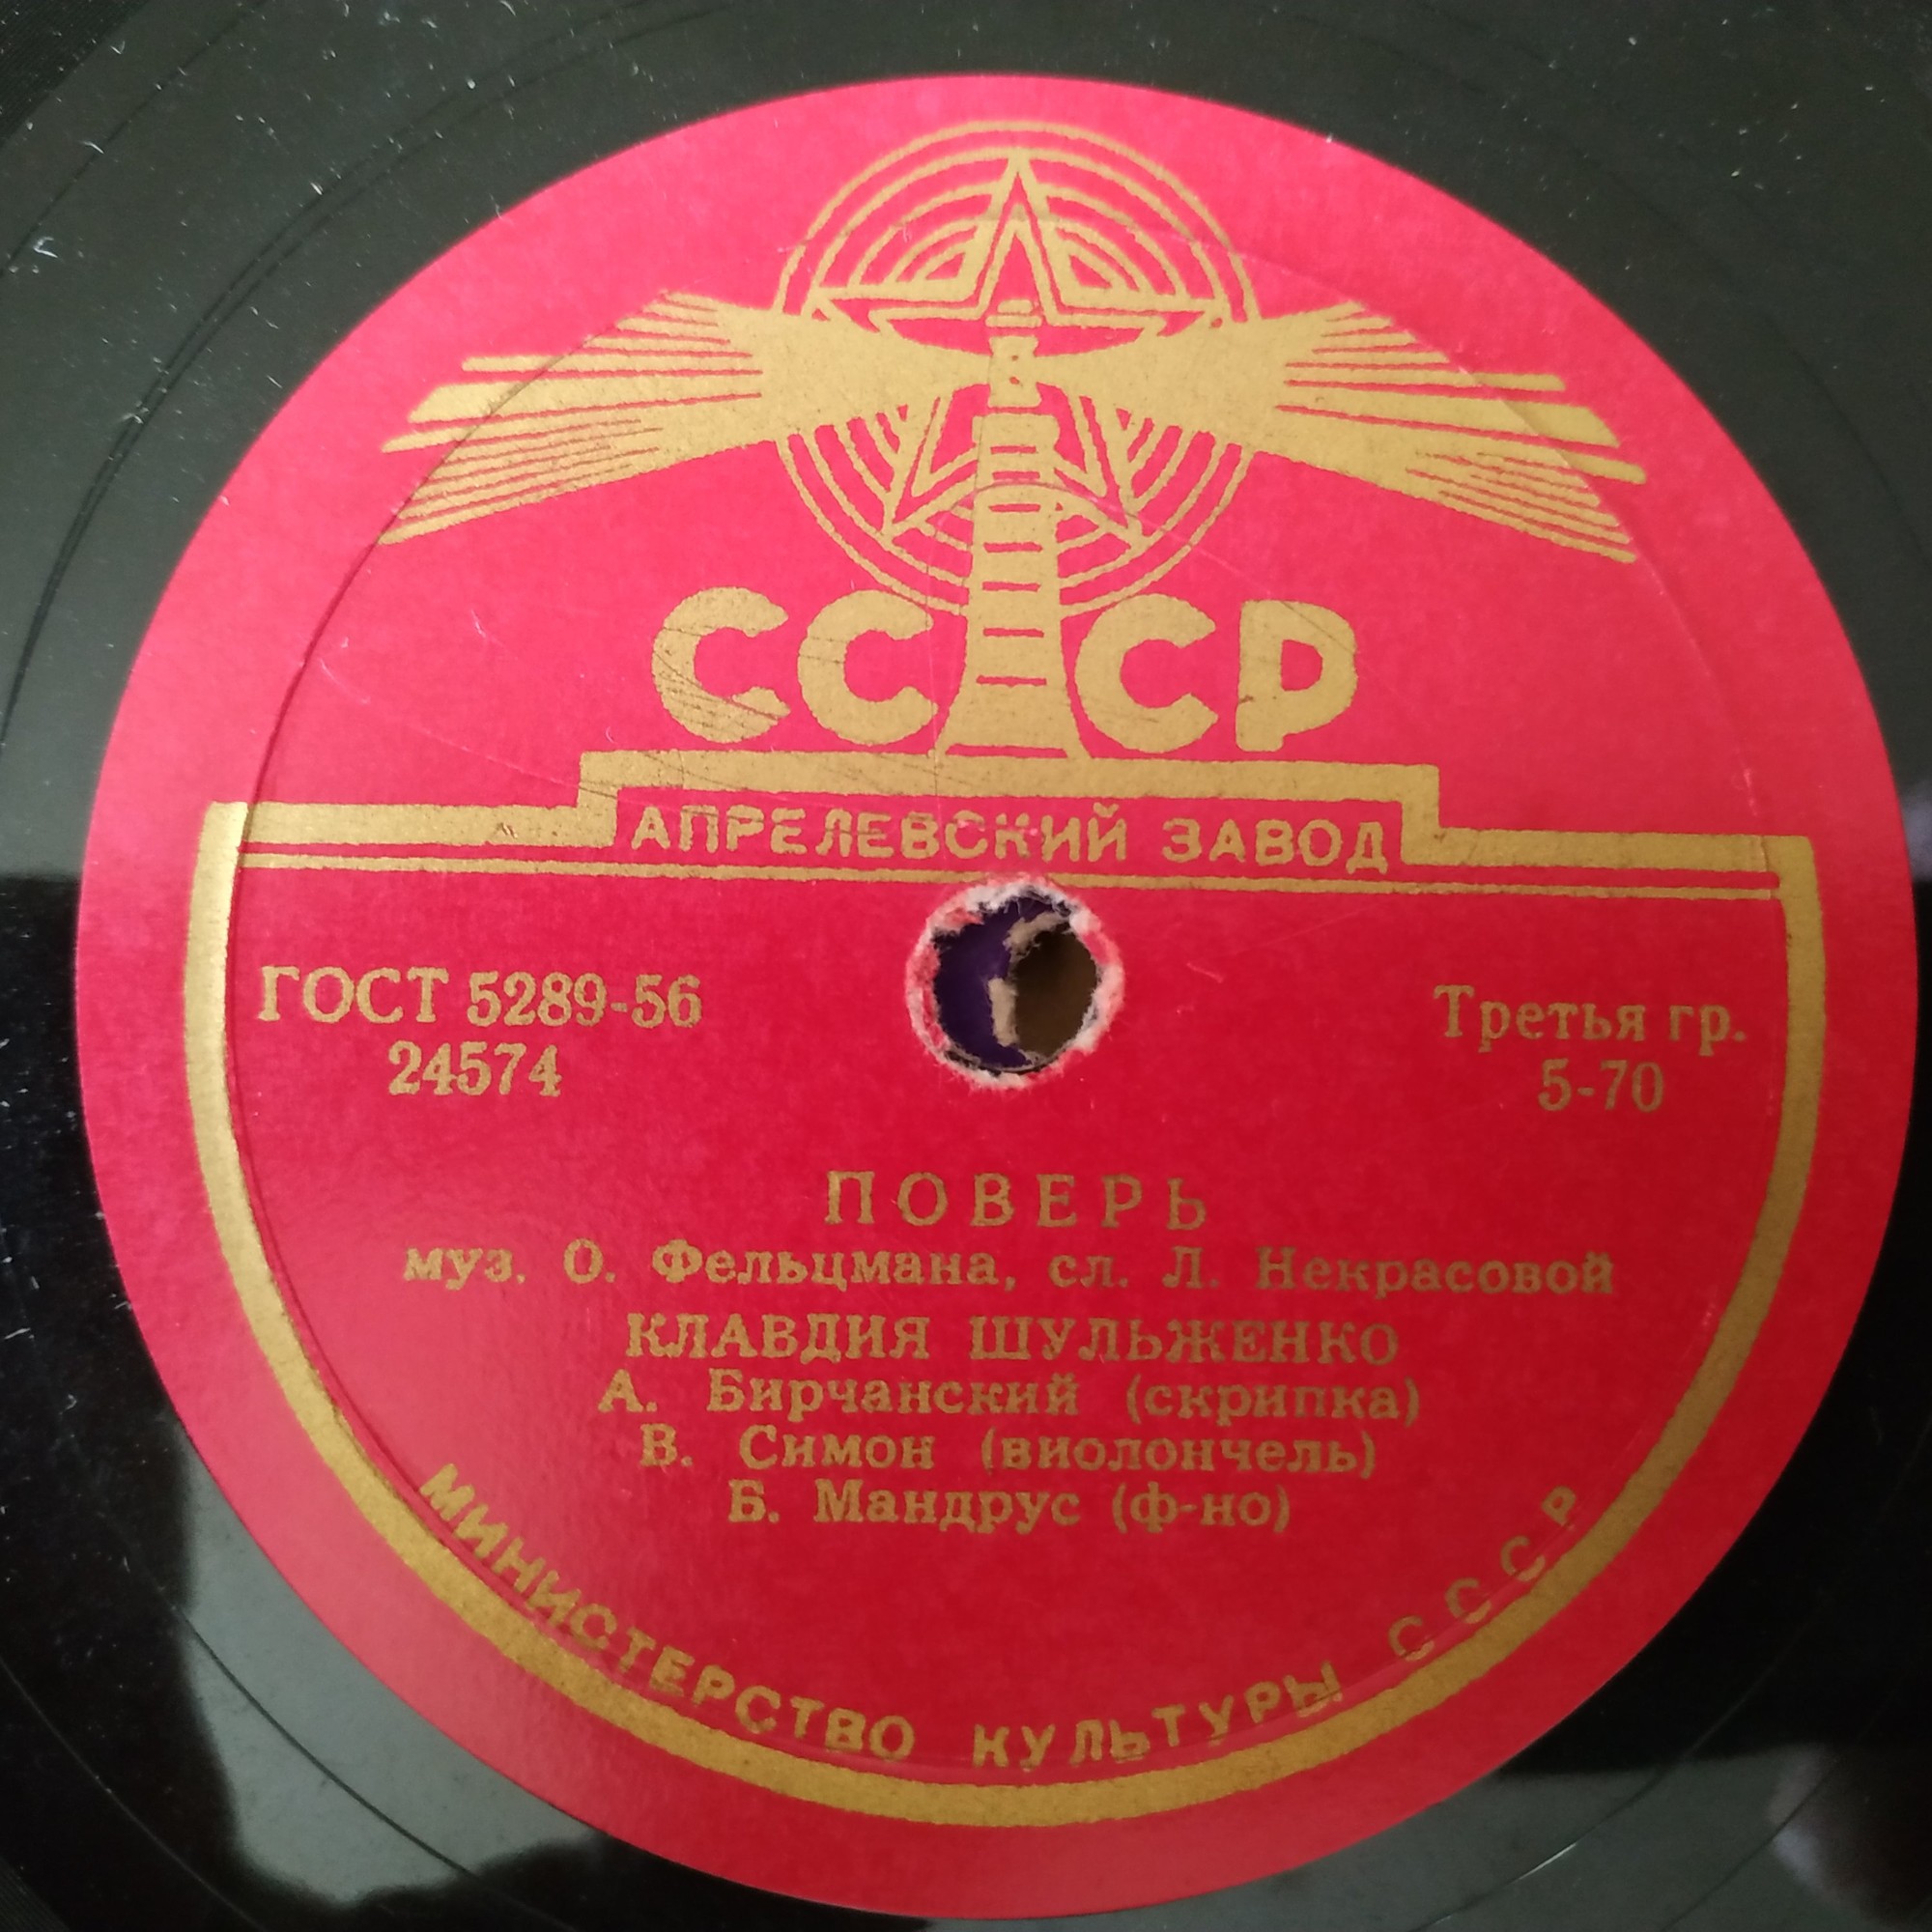 СССР
АПРЕЛЕВСКИЙ ЗАВОД
ГОСТ 5289-56
24574
Третья гр.
5-70
ПОВЕРЬ
муз. О. Фельцмана, сл. Л. Некрасовой
КЛАВДИЯ ШУЛЬЖЕНКО
А. Бирчанский (скрипка)
В. Симон (виолончель)
Б. Мандрус (ф-но)
МИНИСТЕРСТВО КУЛЬТУРЫ СССР